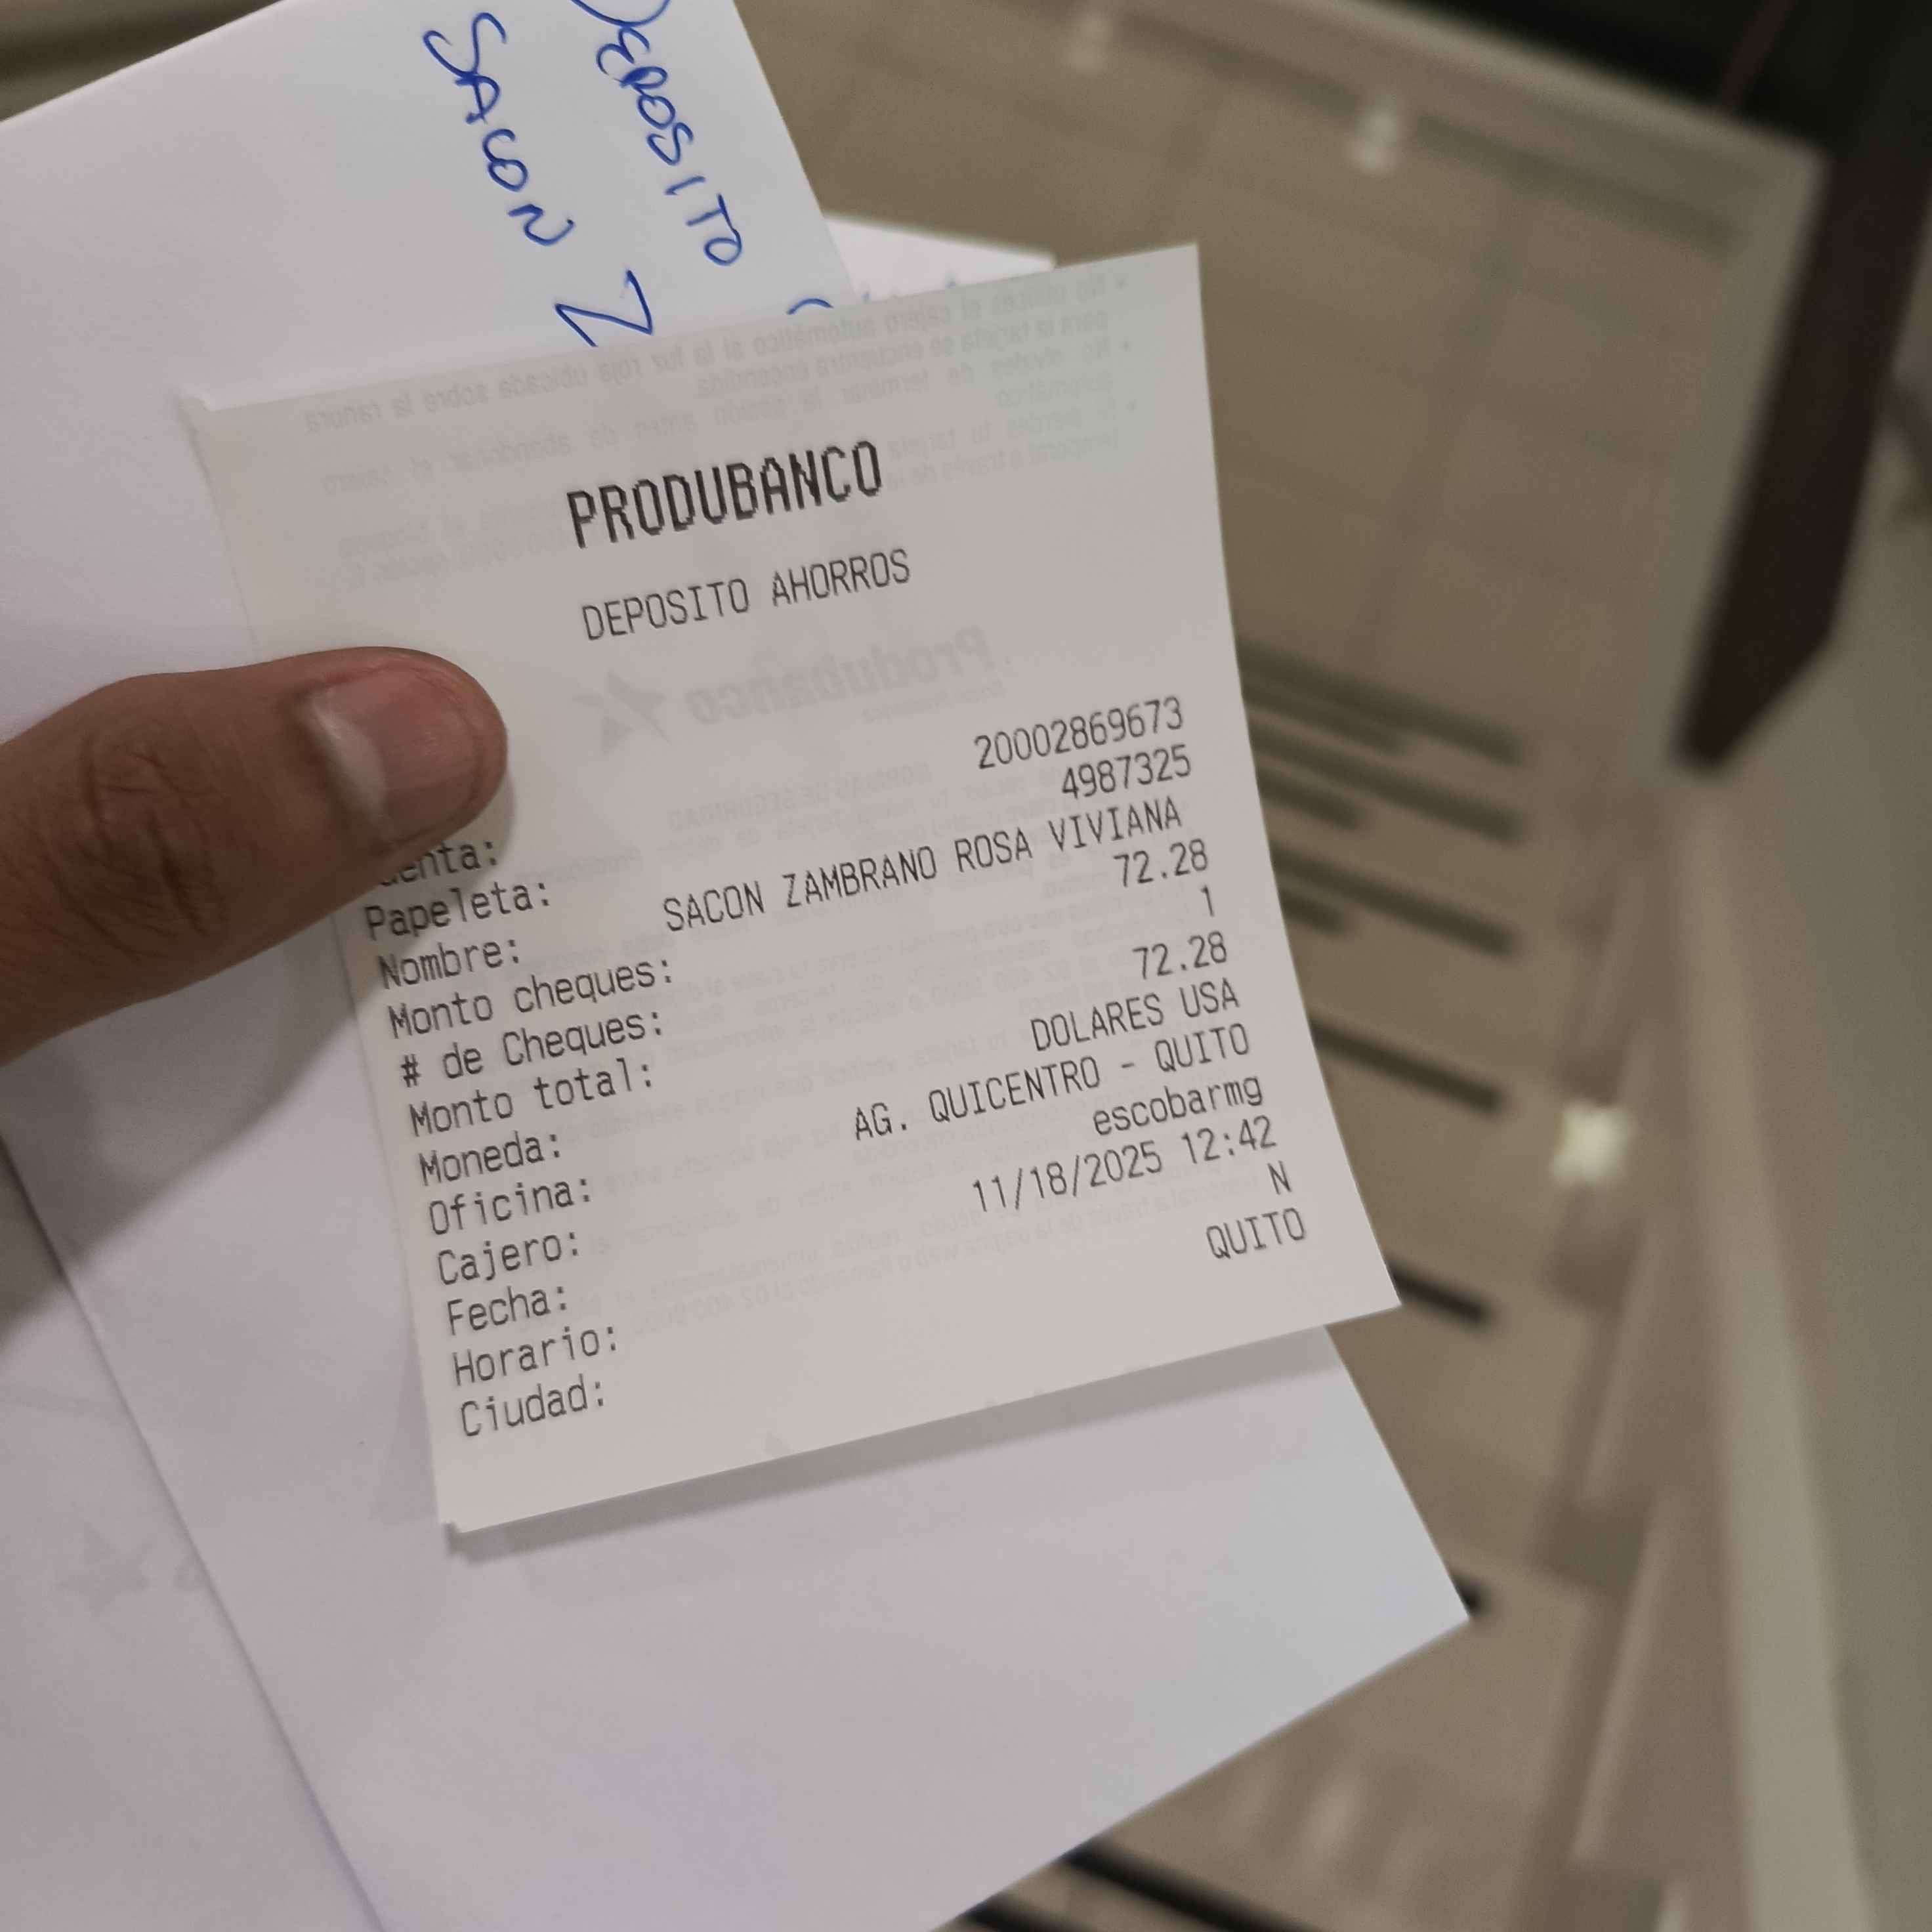 DEPOSITO
SACON Z
PRODUBANCO
DEPOSITO AHORROS
enta: 20002869673
Papeleta: 4987325
Nombre: SACON ZAMBRANO ROSA VIVIANA
Monto cheques: 72.28
# de Cheques: 1
Monto total: 72.28
Moneda: DOLARES USA
Oficina: AG. QUICENTRO - QUITO
Cajero: escobarmg
Fecha: 11/18/2025 12:42
Horario: N
Ciudad: QUITO